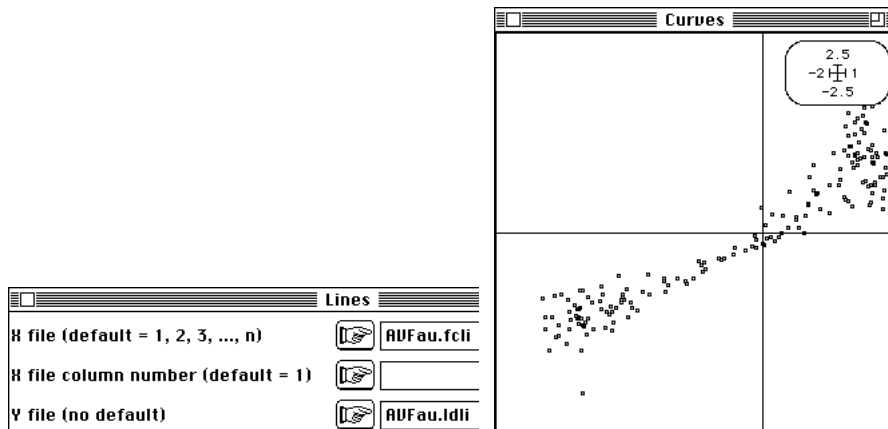 Lines
X file (default = 1, 2, 3, ..., n)
AVFau.fcli
X file column number (default = 1)
Y file (no default)
AVFau.ldli
Curves
2.5
-2 1
-2.5